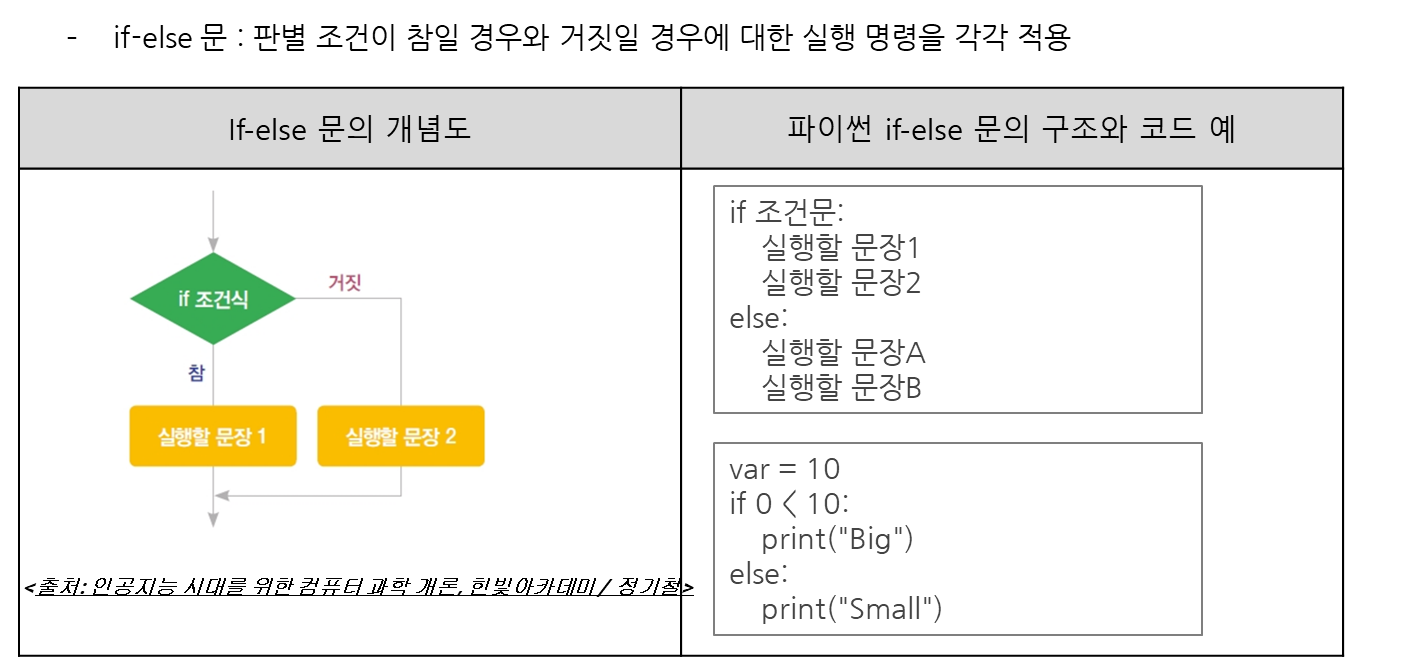 - if-else 문 : 판별 조건이 참일 경우와 거짓일 경우에 대한 실행 명령을 각각 적용
If-else 문의 개념도
파이썬 if-else 문의 구조와 코드 예
if 조건식
거짓
참
실행할 문장 1
실행할 문장 2
<출처: 인공지능 시대를 위한 컴퓨터 과학 개론, 한빛아카데미 / 정기철>
if 조건문:
실행할 문장1
실행할 문장2
else:
실행할 문장A
실행할 문장B
var = 10
if 0 < 10:
print("Big")
else:
print("Small")